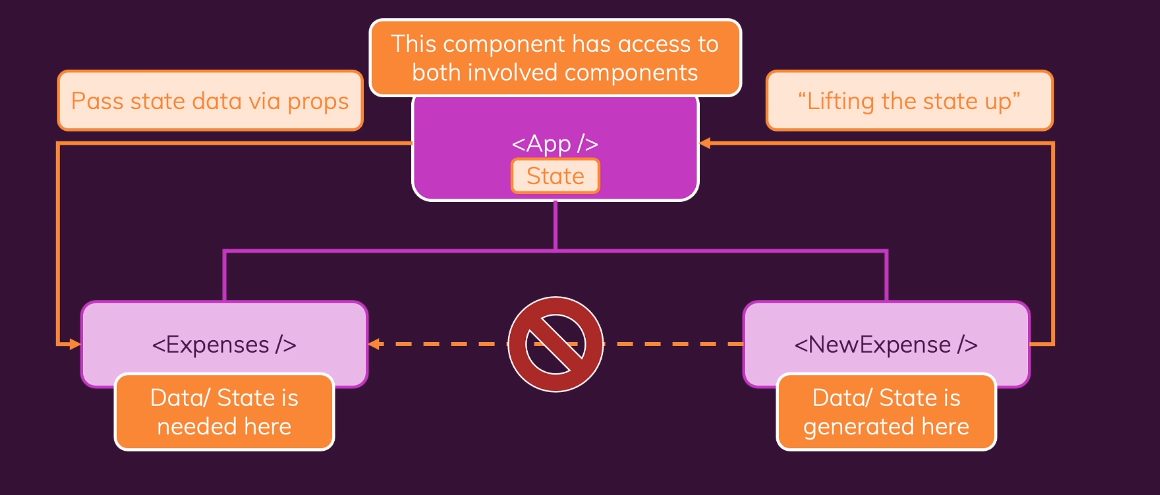 This component has access to
both involved components
Pass state data via props
“Lifting the state up”
<App />
State
<Expenses />
<NewExpense />
Data/ State is
needed here
Data/ State is
generated here